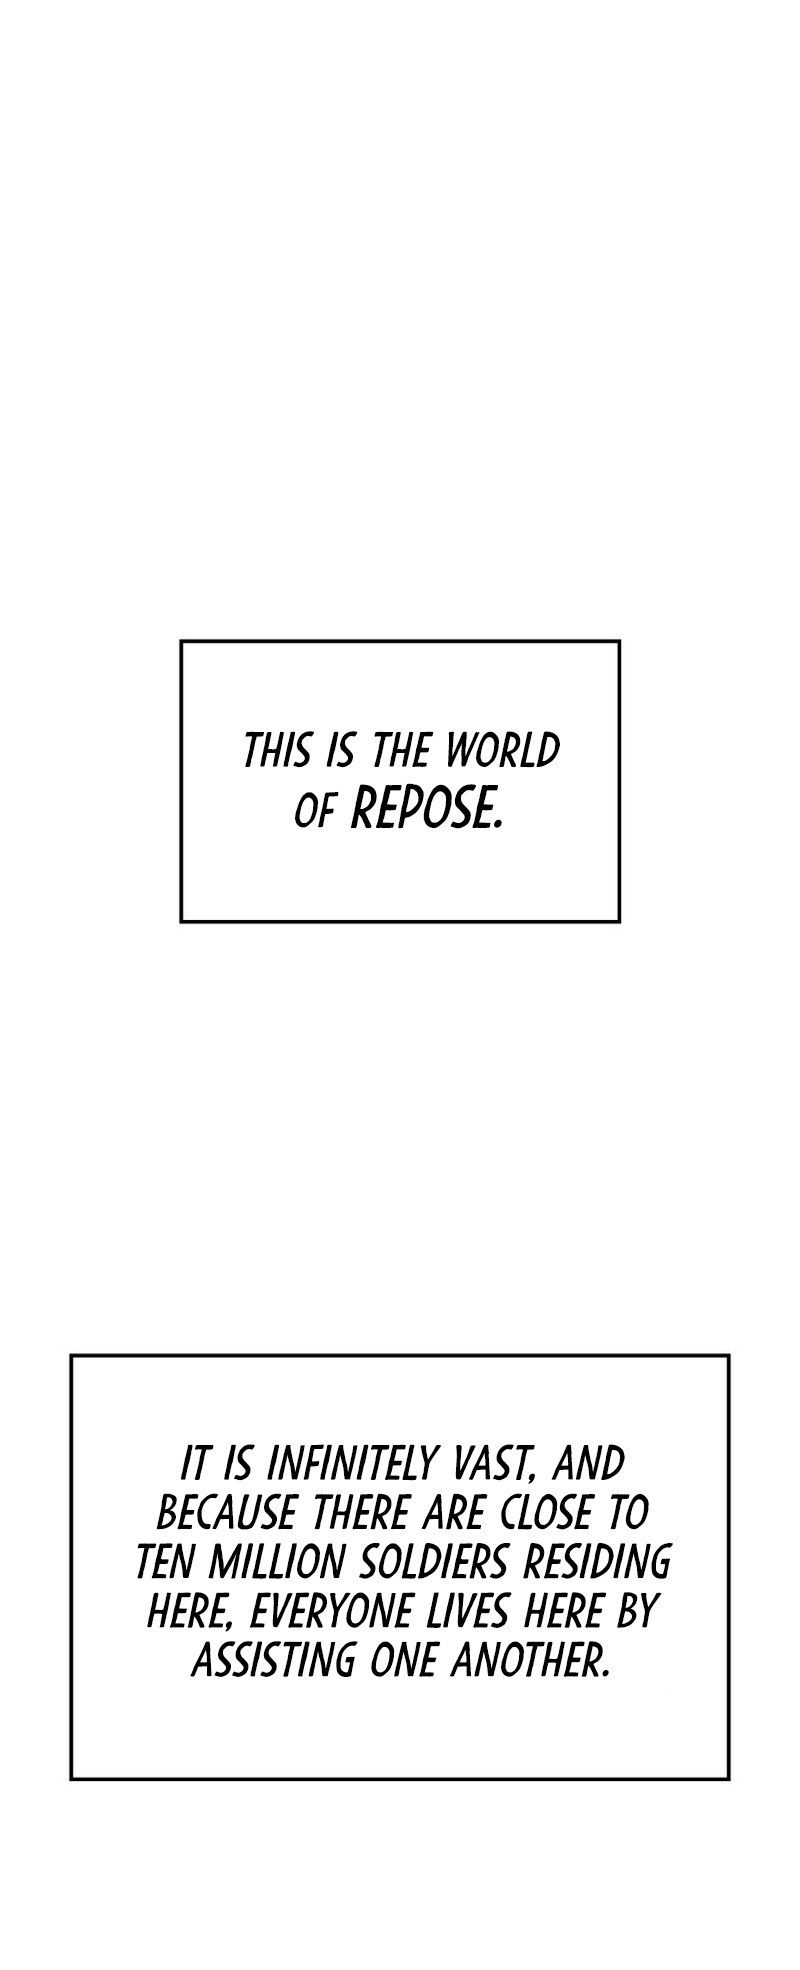 THIS IS THE WORLD
OF REPOSE.
IT IS INFINITELY VAST, AND
BECAUSE THERE ARE CLOSE TO
TEN MILLION SOLDIERS RESIDING
HERE, EVERYONE LIVES HERE BY
ASSISTING ONE ANOTHER.